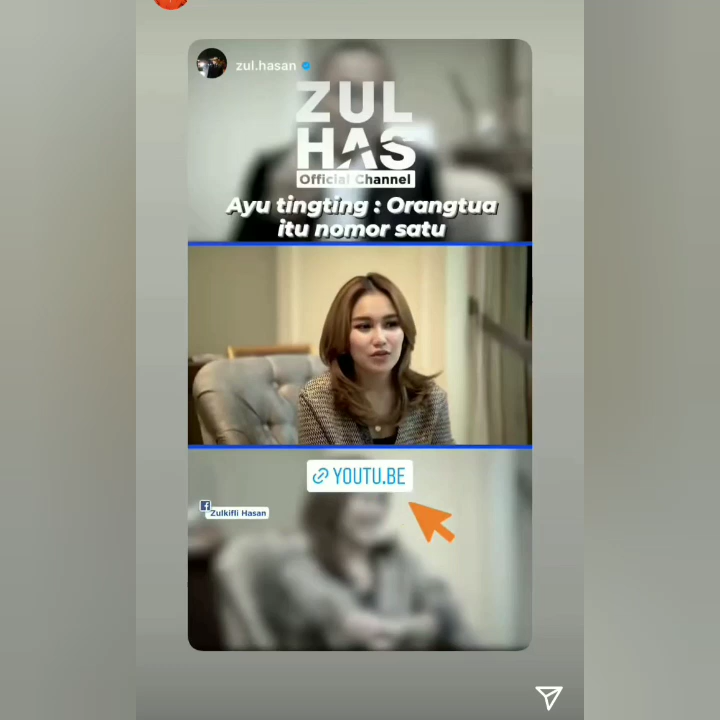 zul.hasan
ZUL
HAS
Official Channel
Ayu tingting : Orangtua
itu nomor satu
YOUTU.BE
Zulkifli Hasan